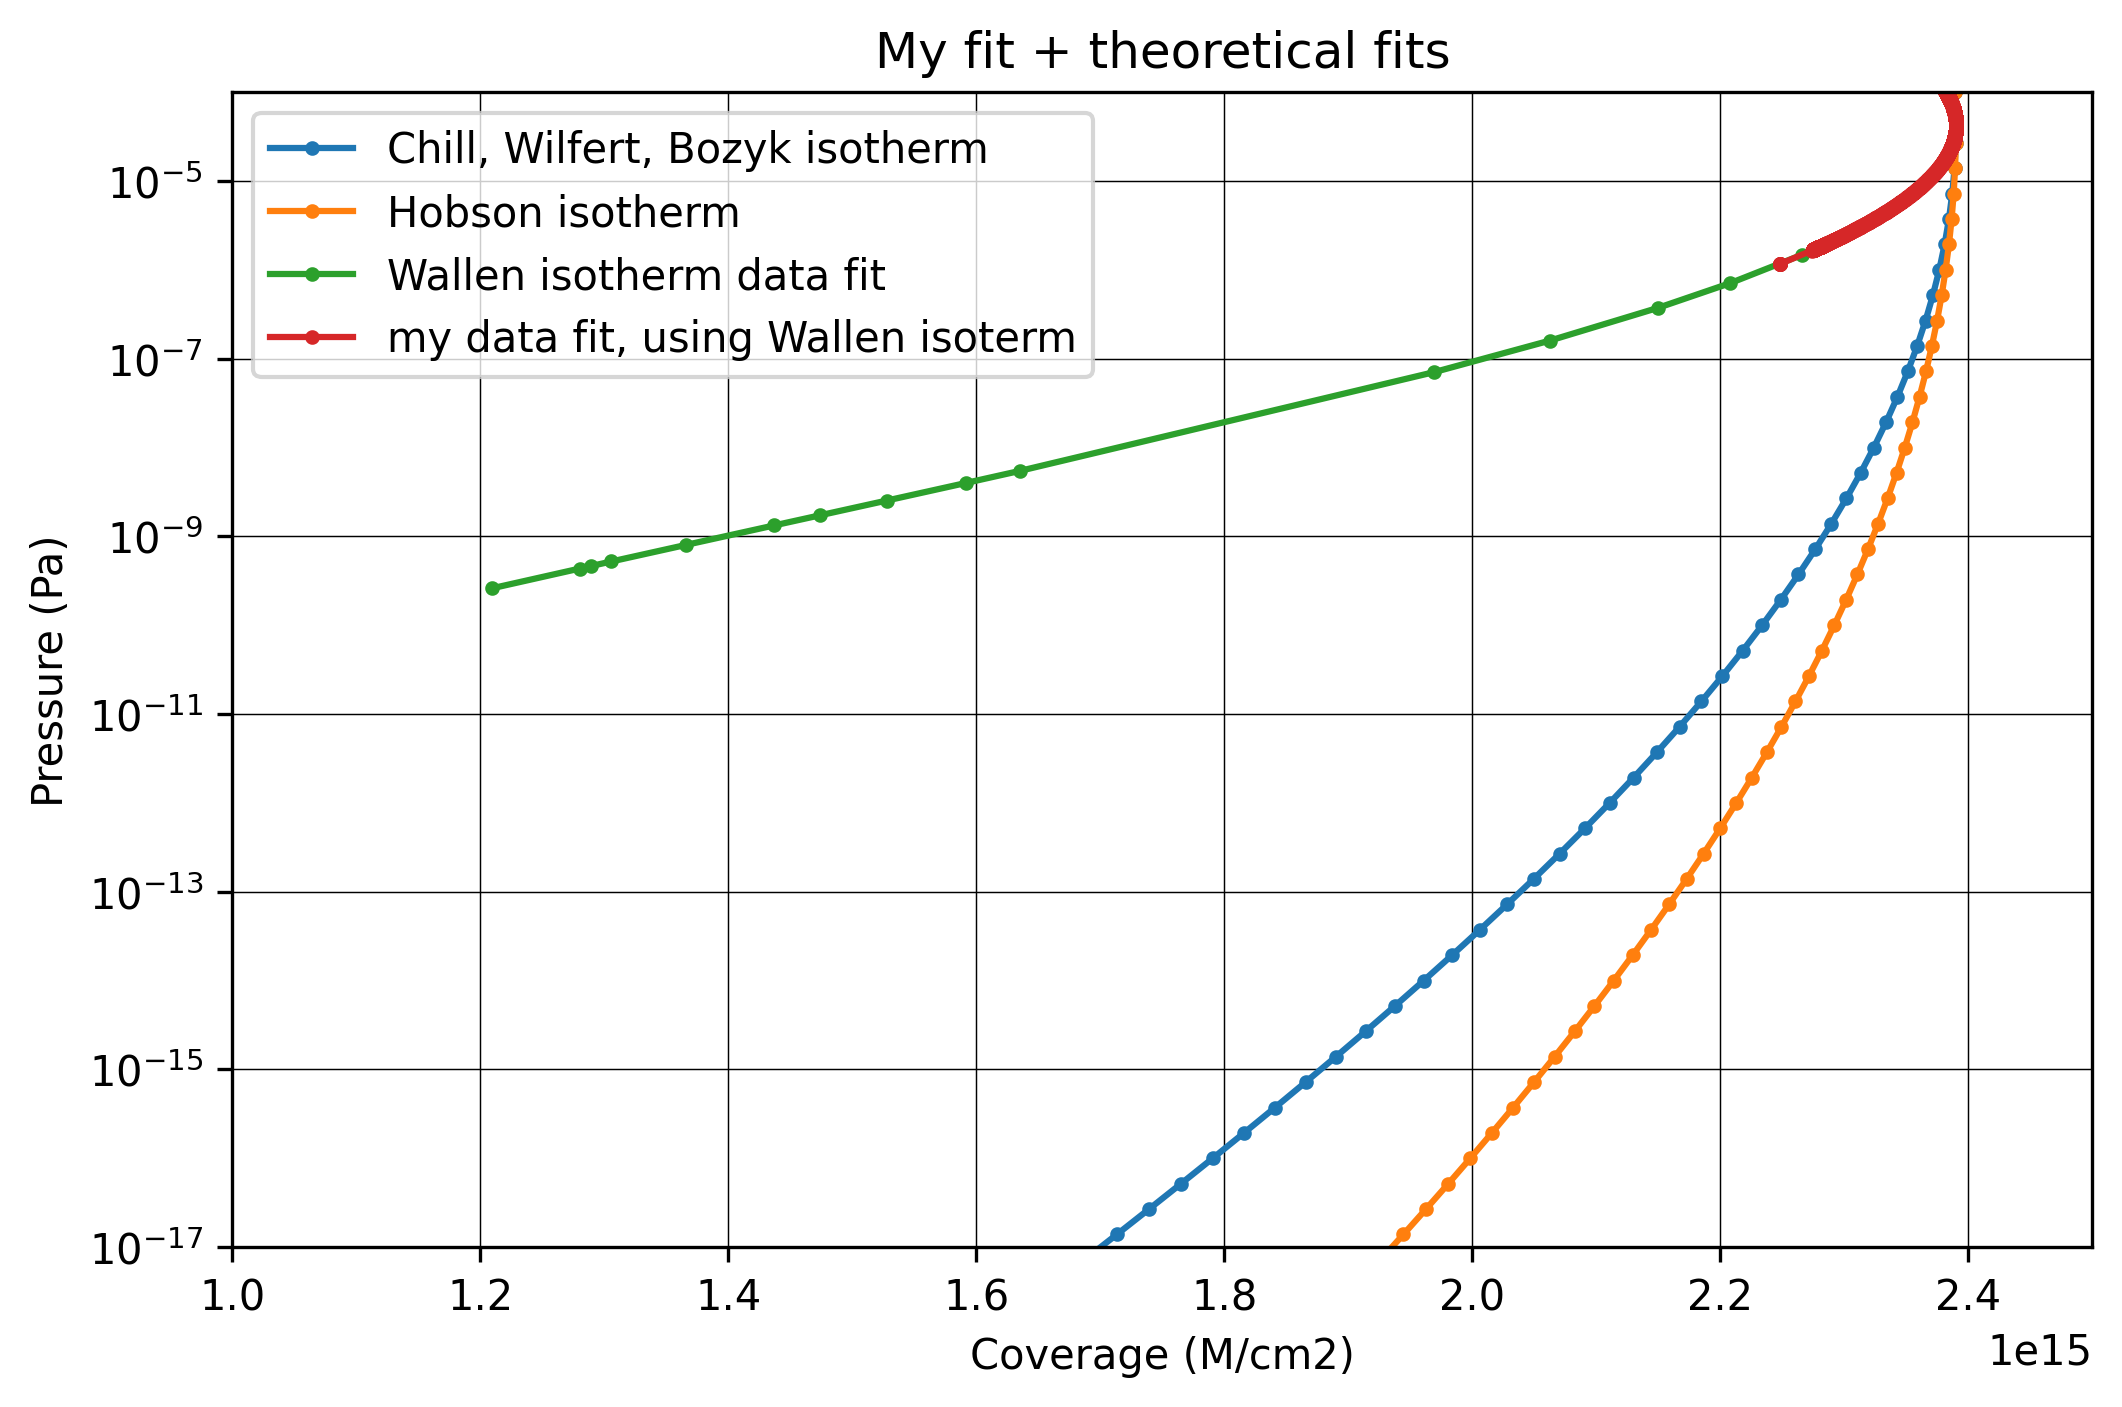 My fit + theoretical fits
Chill, Wilfert, Bozyk isotherm
Hobson isotherm
Wallen isotherm data fit
my data fit, using Wallen isoterm
Pressure (Pa)
10⁻⁵
10⁻⁷
10⁻⁹
10⁻¹¹
10⁻¹³
10⁻¹⁵
10⁻¹⁷
1.0 1.2 1.4 1.6 1.8 2.0 2.2 2.4
1e15
Coverage (M/cm2)